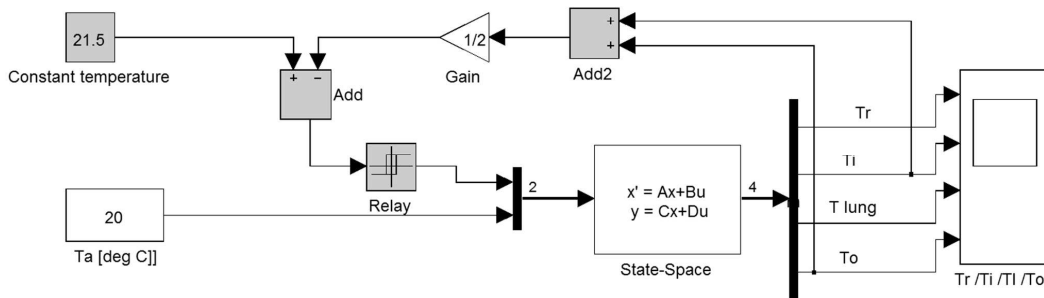 21.5
Constant temperature
+ −
Add
1/2
Gain
+
+
Add2
Relay
20
Ta [deg C]]
2
x' = Ax+Bu
y = Cx+Du
State-Space
4
Tr
Ti
T lung
To
Tr /Ti /Tl /To